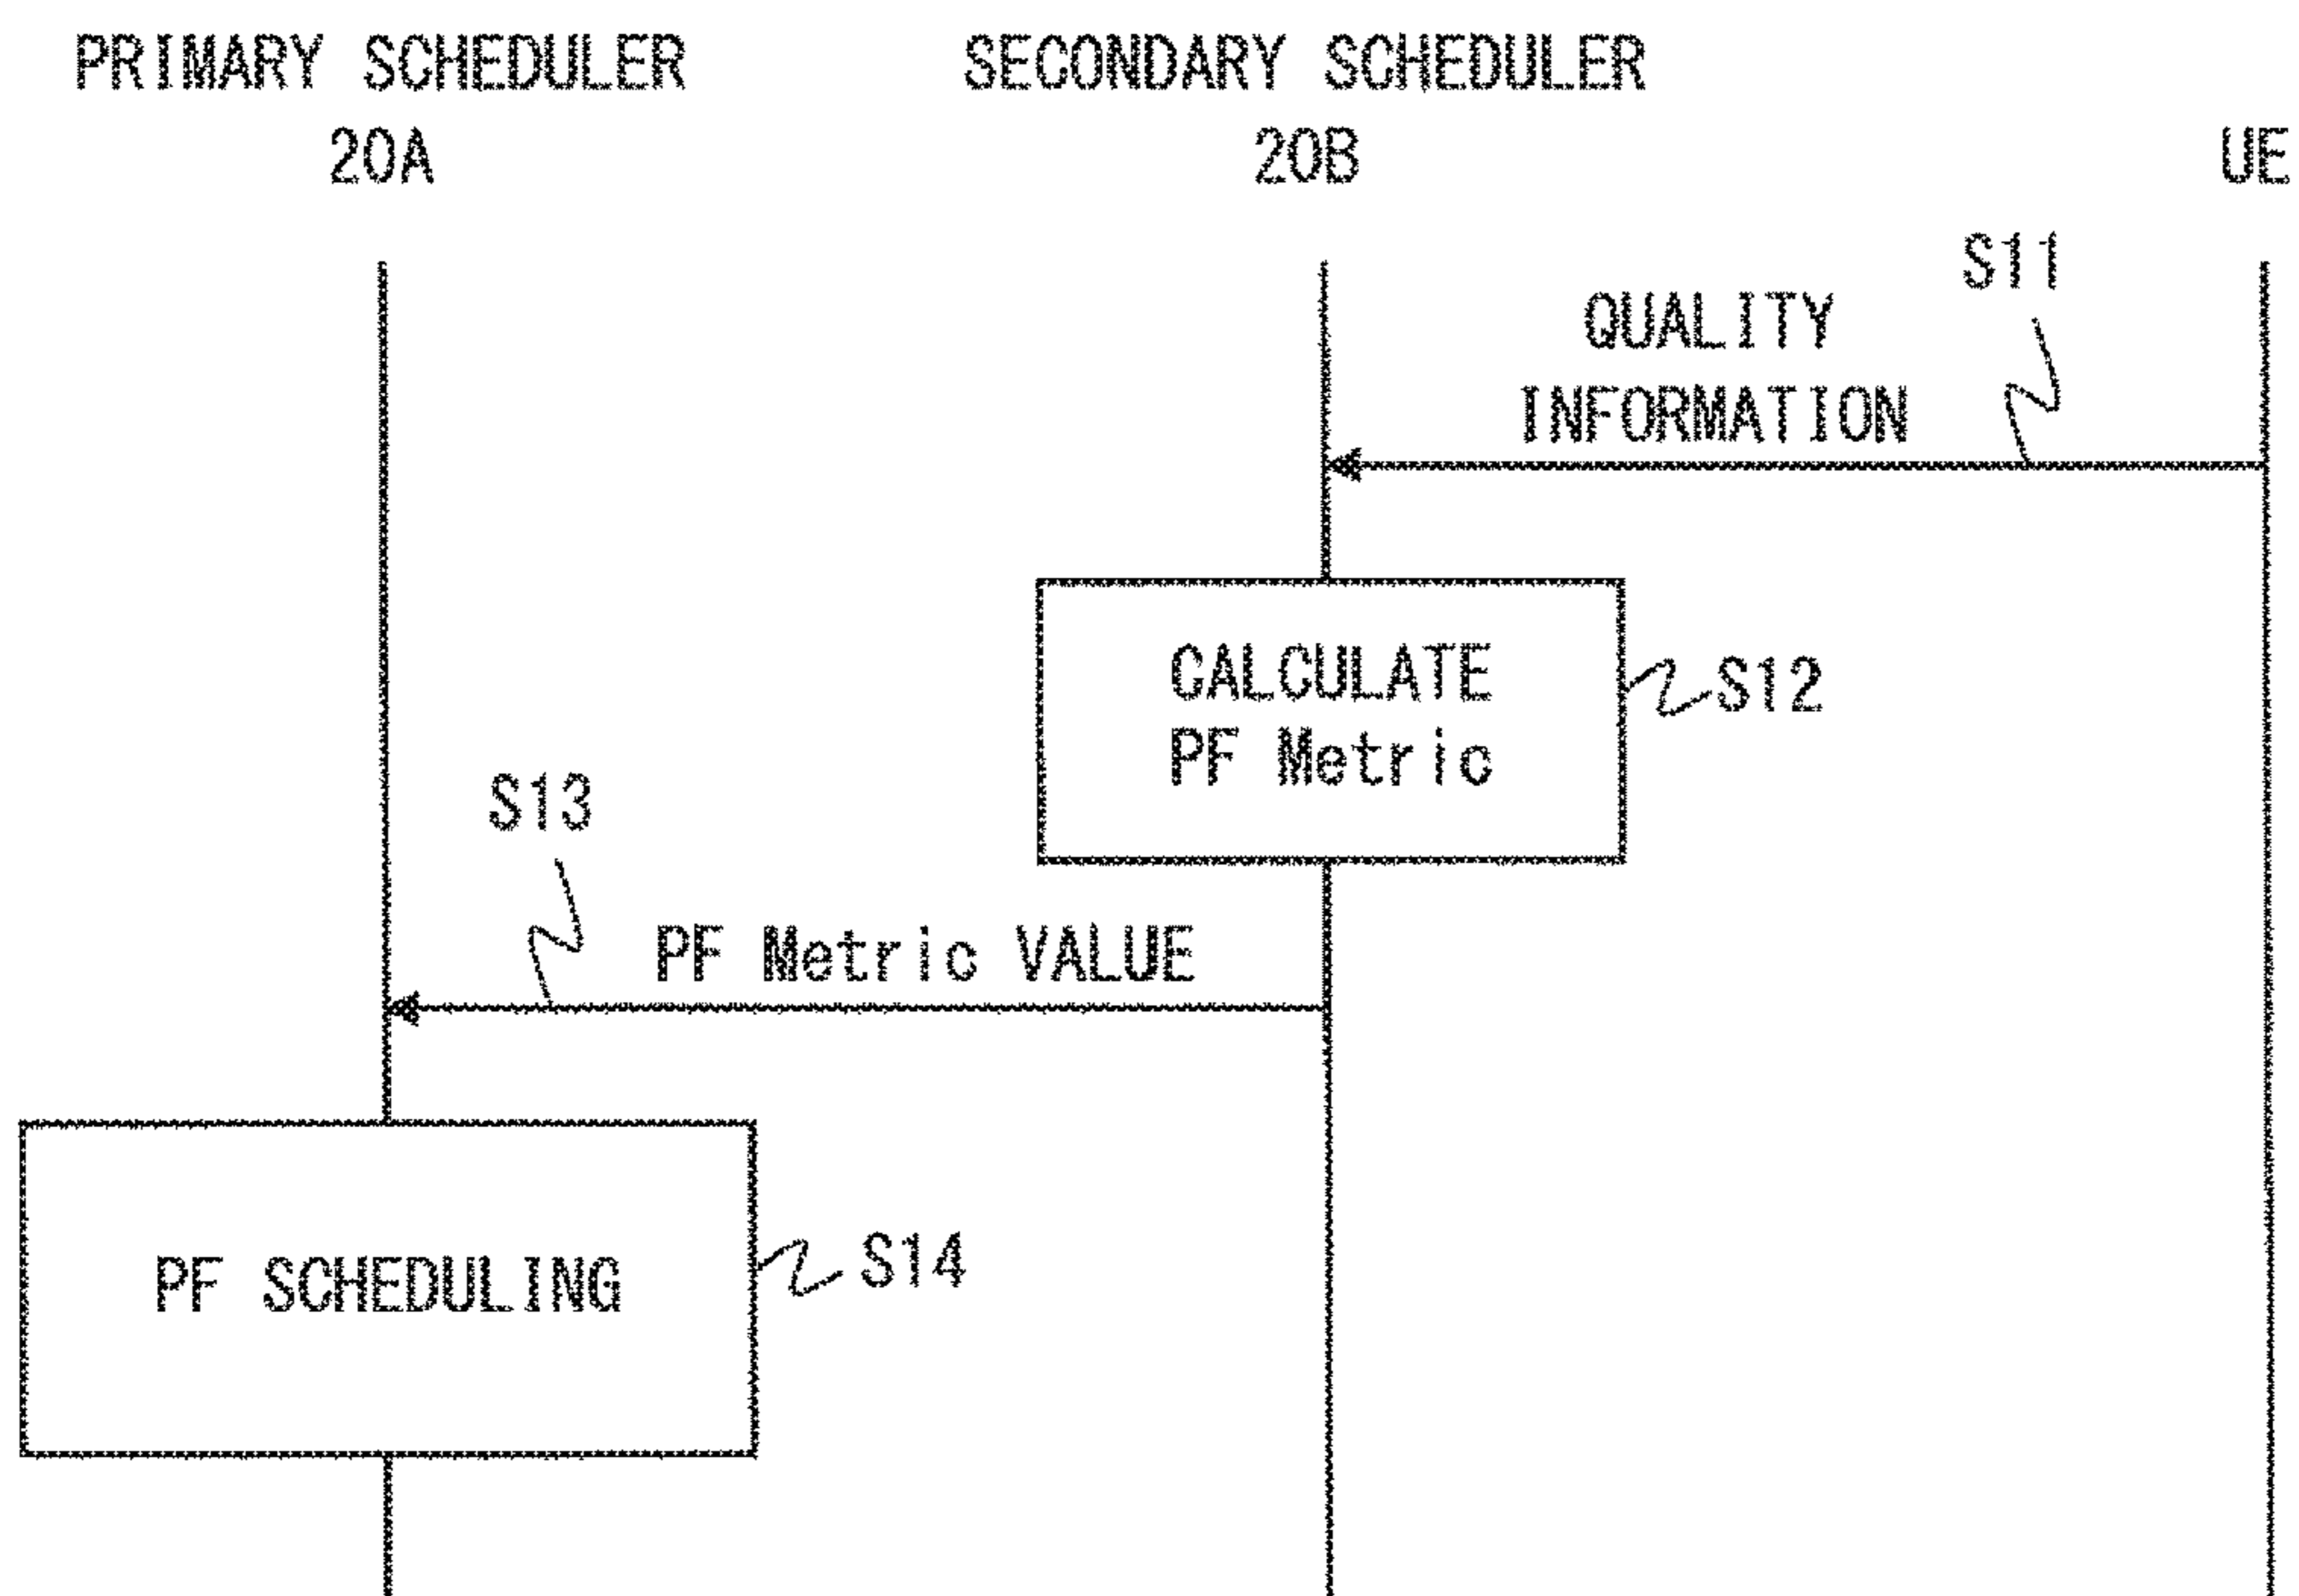 PRIMARY SCHEDULER
20A
SECONDARY SCHEDULER
20B
UE
S11
QUALITY
INFORMATION
CALCULATE
PF Metric
S12
S13
PF Metric VALUE
PF SCHEDULING
S14